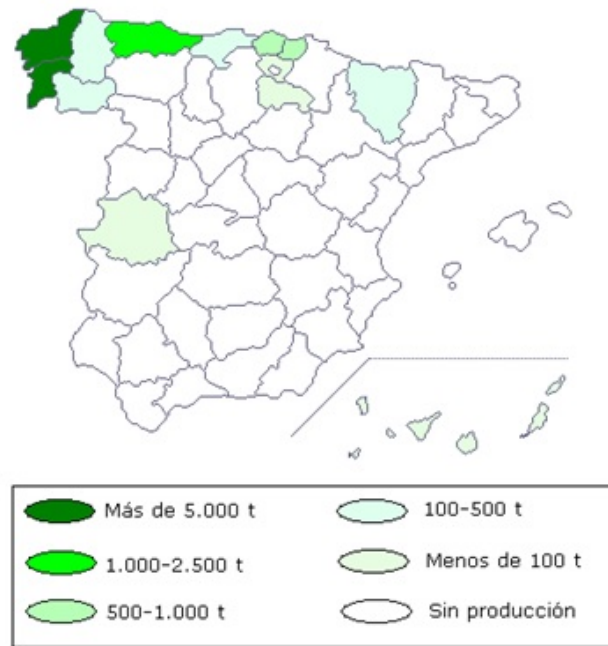 Más de 5.000 t
100-500 t
1.000-2.500 t
Menos de 100 t
500-1.000 t
Sin producción